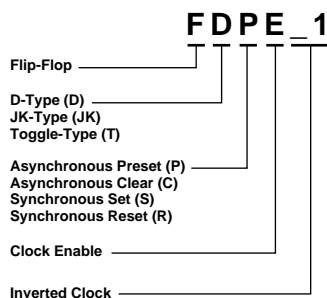 FDPE_1
Flip-Flop
D-Type (D)
JK-Type (JK)
Toggle-Type (T)
Asynchronous Preset (P)
Asynchronous Clear (C)
Synchronous Set (S)
Synchronous Reset (R)
Clock Enable
Inverted Clock